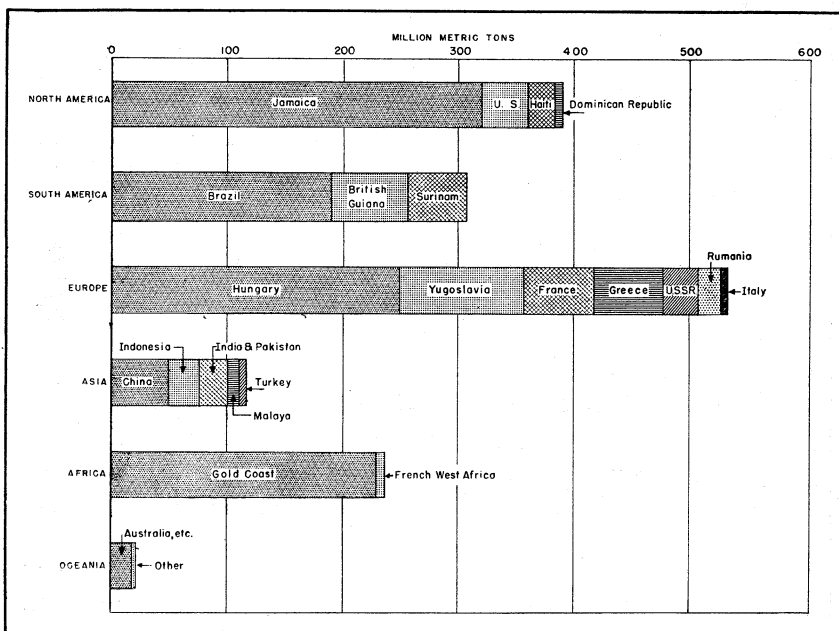 MILLION METRIC TONS
0 100 200 300 400 500 600
NORTH AMERICA
Jamaica
U. S.
Haiti
Dominican Republic
SOUTH AMERICA
Brazil
British
Guiana
Surinam
Rumania
EUROPE
Hungary
Yugoslavia
France
Greece
USSR
Italy
Indonesia
India & Pakistan
ASIA
China
Turkey
Malaya
AFRICA
Gold Coast
French West Africa
Australia, etc.
OCEANIA
Other